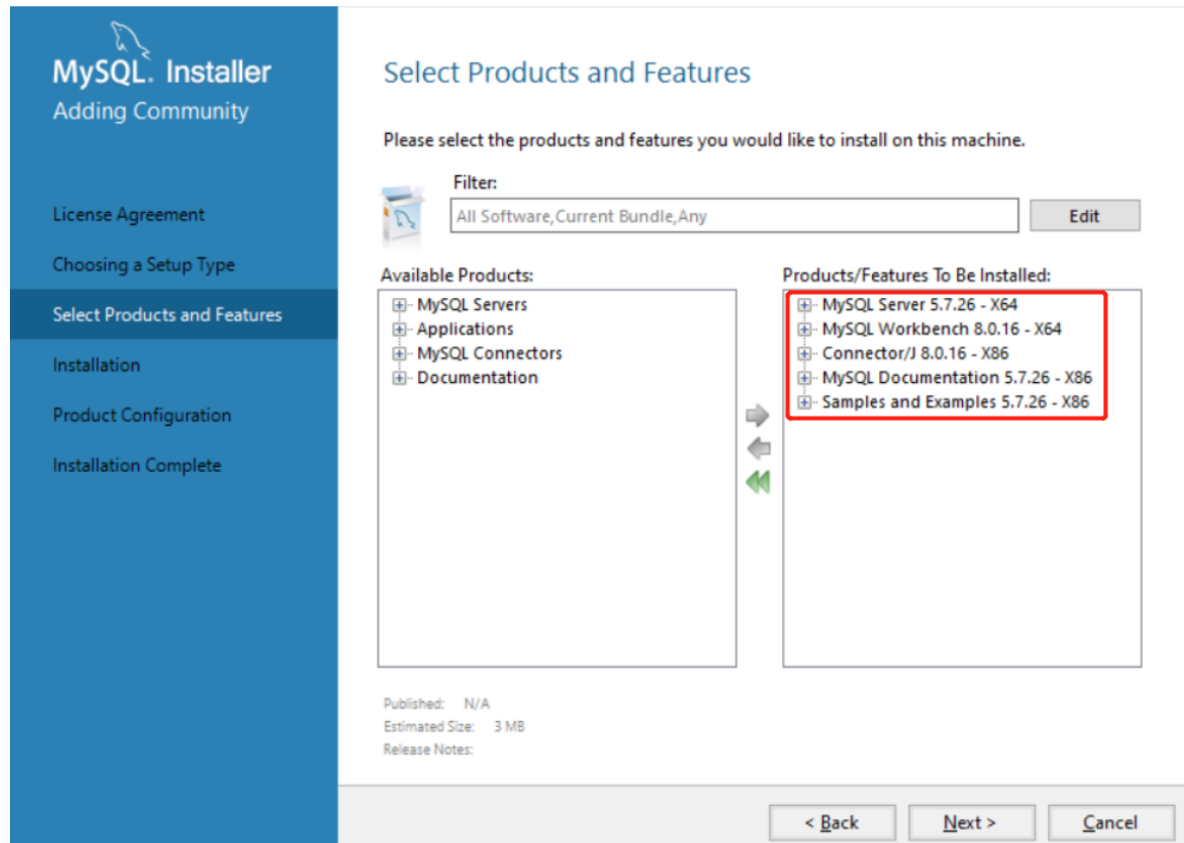 MySQL. Installer
Adding Community
License Agreement
Choosing a Setup Type
Select Products and Features
Installation
Product Configuration
Installation Complete
Select Products and Features
Please select the products and features you would like to install on this machine.
Filter:
All Software,Current Bundle,Any
Edit
Available Products:
MySQL Servers
Applications
MySQL Connectors
Documentation
Products/Features To Be Installed:
MySQL Server 5.7.26 - X64
MySQL Workbench 8.0.16 - X64
Connector/J 8.0.16 - X86
MySQL Documentation 5.7.26 - X86
Samples and Examples 5.7.26 - X86
Published: N/A
Estimated Size: 3 MB
Release Notes:
< Back
Next >
Cancel